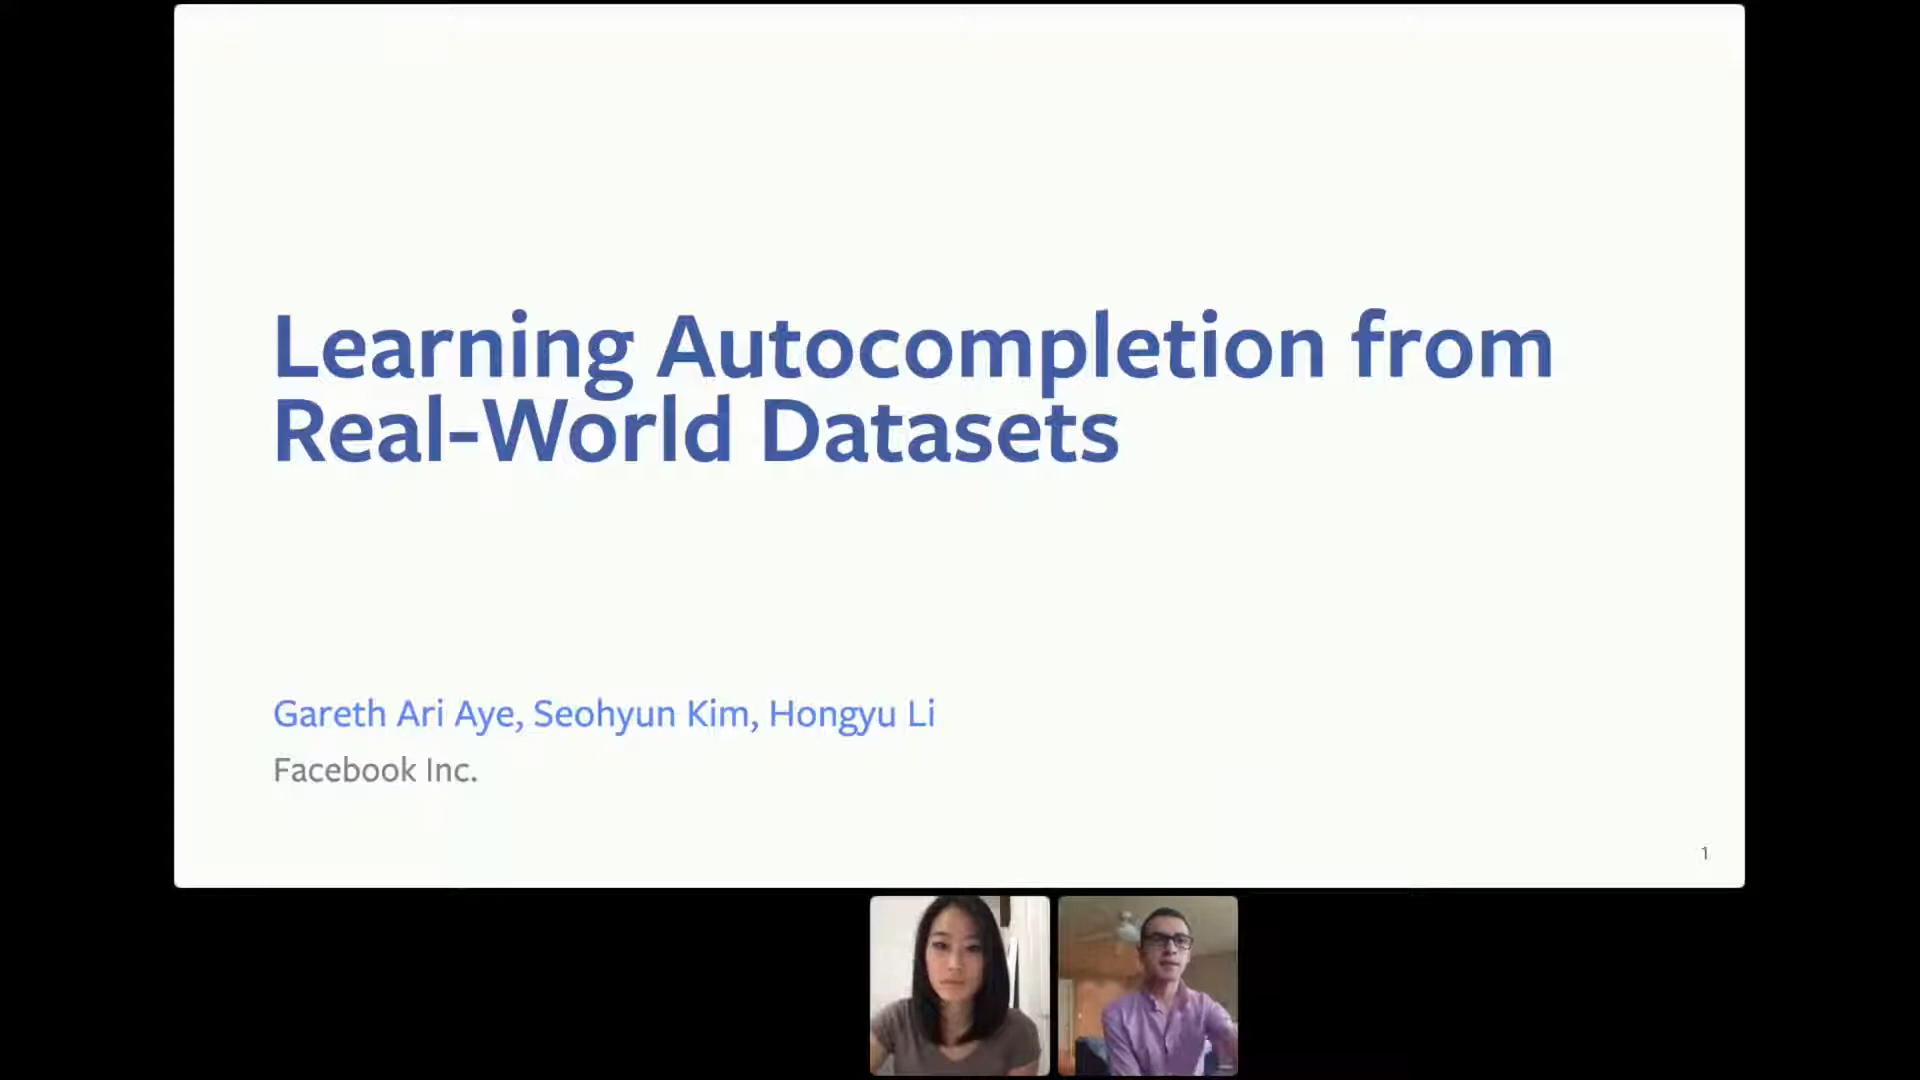 Learning Autocompletion from
Real-World Datasets
Gareth Ari Aye, Seohyun Kim, Hongyu Li
Facebook Inc.
1